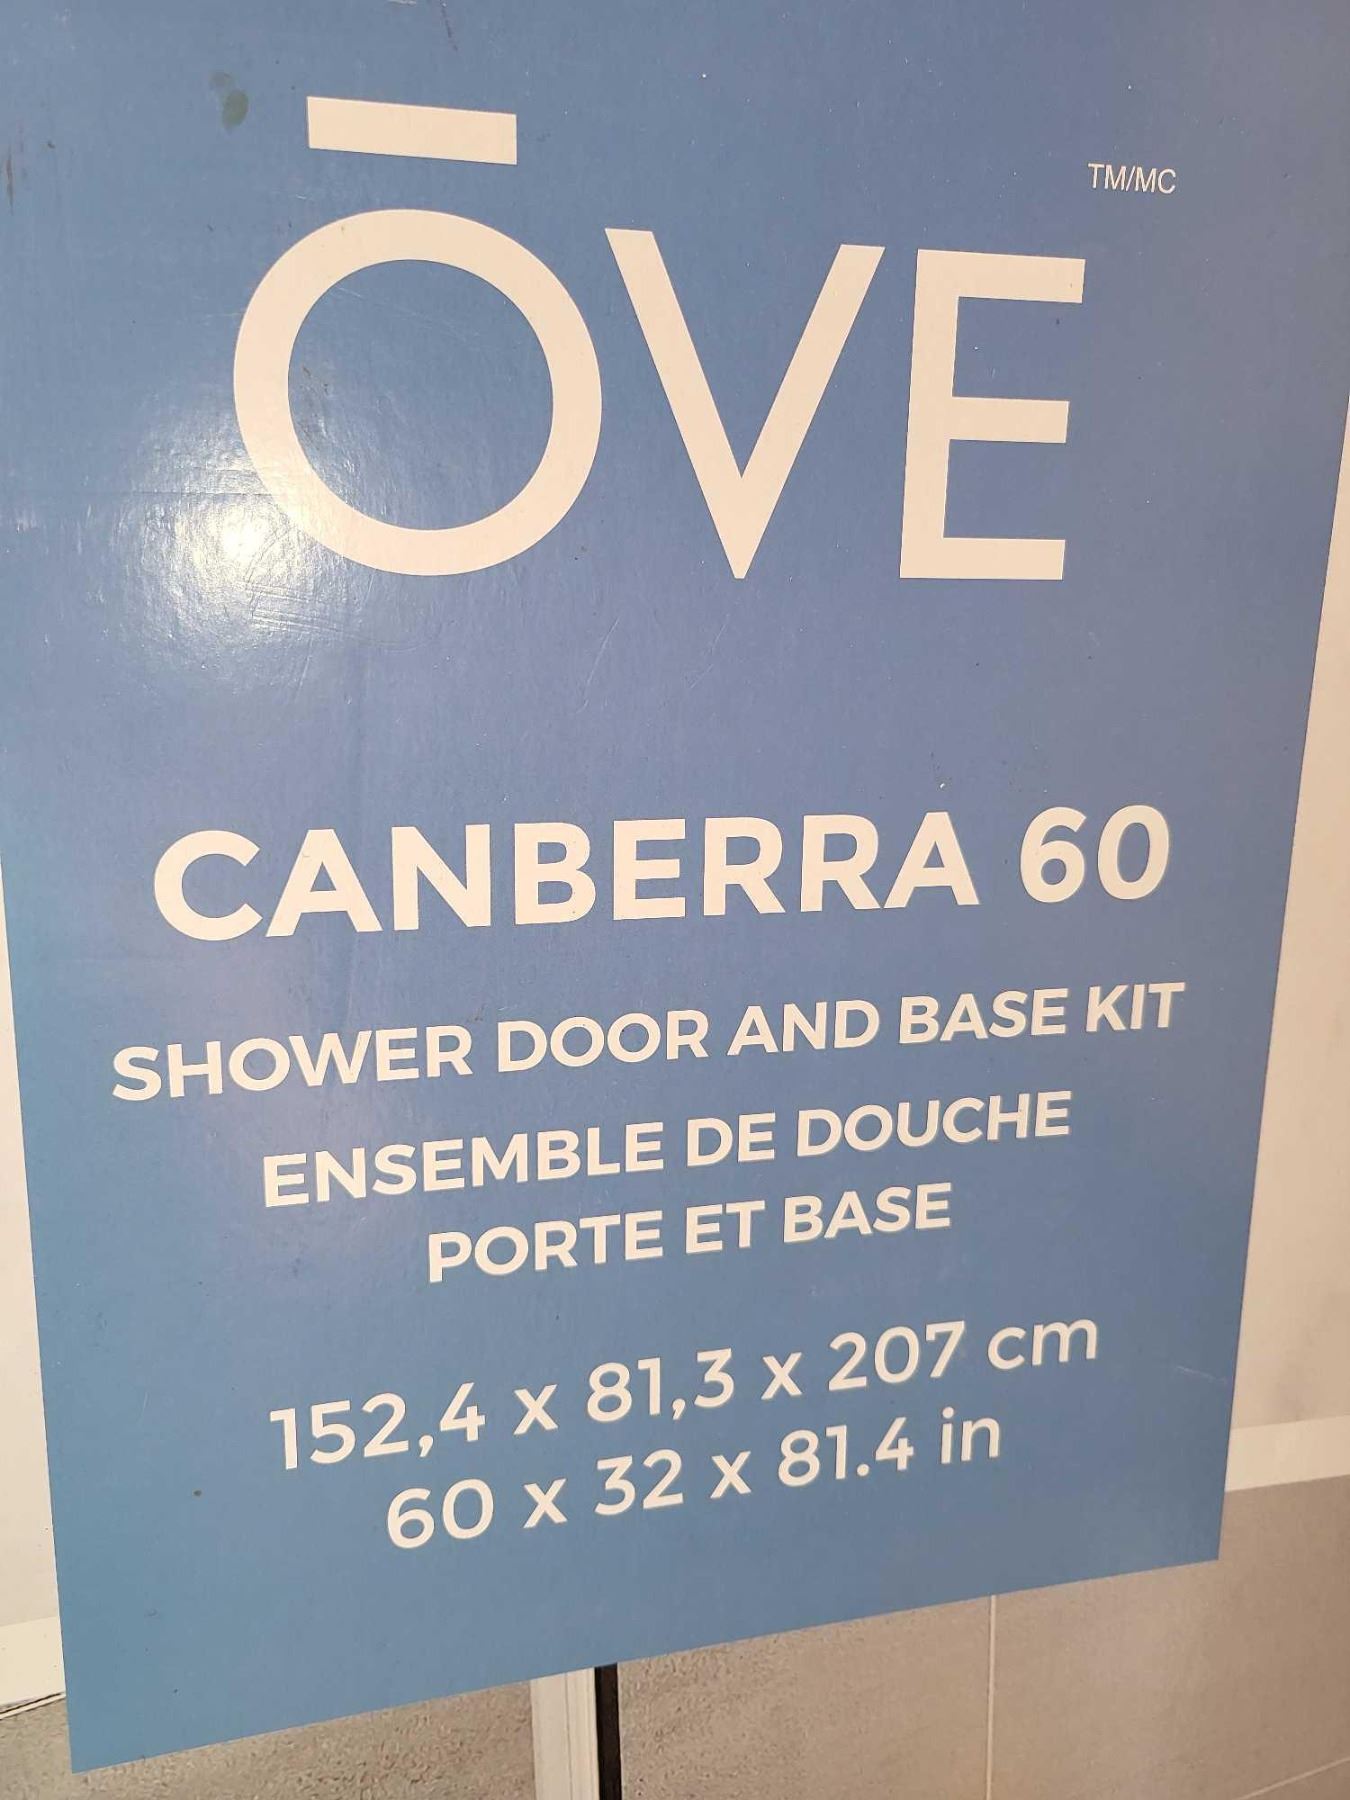 ŌVE TM/MC
CANBERRA 60
SHOWER DOOR AND BASE KIT
ENSEMBLE DE DOUCHE
PORTE ET BASE
152,4 x 81,3 x 207 cm
60 x 32 x 81.4 in